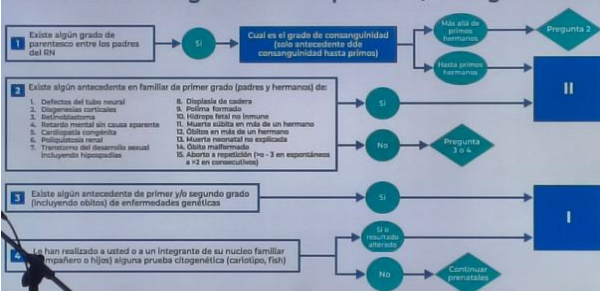 1
Existe algún grado de
parentesco entre los padres
del RN
Si
Cual es el grado de
consanguinidad
(solo antecedente dde
consanguinidad hasta primos)
Más allá de
primos
hermanos
Pregunta 2
Hasta primos
hermanos
II
2
Existe algún antecedente en familiar de primer grado (padres y hermanos) de:
1. Defectos del tubo neural
2. Disgenesias corticales
3. Retinoblastoma
4. Retardo mental sin causa aparente
5. Cardiopatía congénita
6. Poliquistosis renal
7. Transtorno del desarrollo sexual
incluyendo hipospadias
8. Displasia de cadera
9. Polimaformado
10. Hidrops fetal no inmune
11. Muerte súbita en más de un hermano
12. Óbitos en más de un hermano
13. Muerte neonatal no explicada
14. Óbito malformado
15. Aborto a repetición (>o - 3 en espontáneos
a =2 en consecutivos)
Si
No
Pregunta
3 o 4
3
Existe algún antecedente de primer y/o segundo grado
(incluyendo obitos) de enfermedades genéticas
Si
I
4
Le han realizado a usted o a un integrante de su nucleo familiar
(compañero o hijos) alguna prueba citogenética (cariotipo, fish)
Si o
resultado
alterado
No
Continuar
prenatales